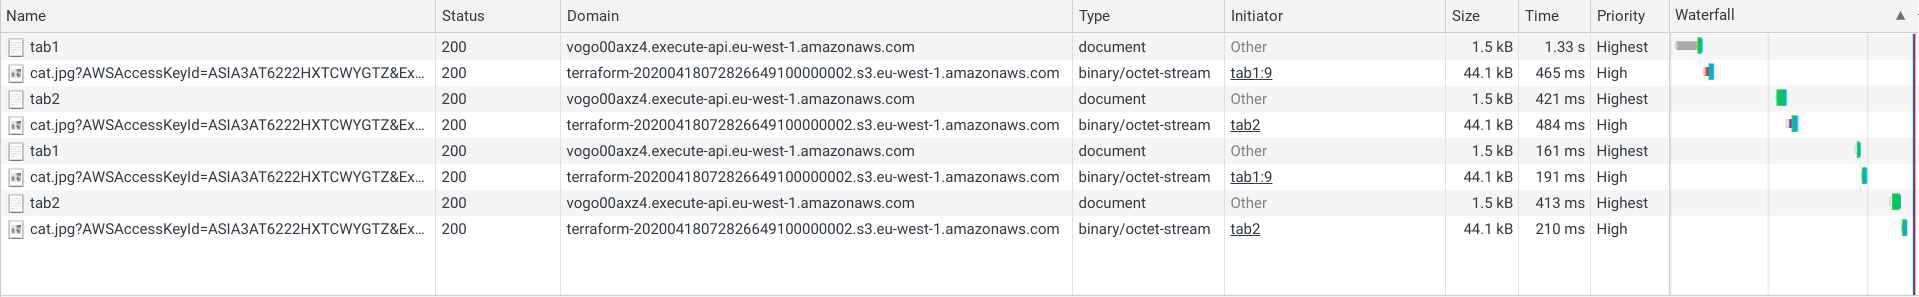 Name Status Domain Type Initiator Size Time Priority Waterfall ▲
tab1 200 vogo00axz4.execute-api.eu-west-1.amazonaws.com document Other 1.5 kB 1.33 s Highest
cat.jpg?AWSAccessKeyId=ASIA3AT6222HXTCWYGTZ&Ex… 200 terraform-20200418072826649100000002.s3.eu-west-1.amazonaws.com binary/octet-stream tab1:9 44.1 kB 465 ms High
tab2 200 vogo00axz4.execute-api.eu-west-1.amazonaws.com document Other 1.5 kB 421 ms Highest
cat.jpg?AWSAccessKeyId=ASIA3AT6222HXTCWYGTZ&Ex… 200 terraform-20200418072826649100000002.s3.eu-west-1.amazonaws.com binary/octet-stream tab2 44.1 kB 484 ms High
tab1 200 vogo00axz4.execute-api.eu-west-1.amazonaws.com document Other 1.5 kB 161 ms Highest
cat.jpg?AWSAccessKeyId=ASIA3AT6222HXTCWYGTZ&Ex… 200 terraform-20200418072826649100000002.s3.eu-west-1.amazonaws.com binary/octet-stream tab1:9 44.1 kB 191 ms High
tab2 200 vogo00axz4.execute-api.eu-west-1.amazonaws.com document Other 1.5 kB 413 ms Highest
cat.jpg?AWSAccessKeyId=ASIA3AT6222HXTCWYGTZ&Ex… 200 terraform-20200418072826649100000002.s3.eu-west-1.amazonaws.com binary/octet-stream tab2 44.1 kB 210 ms High